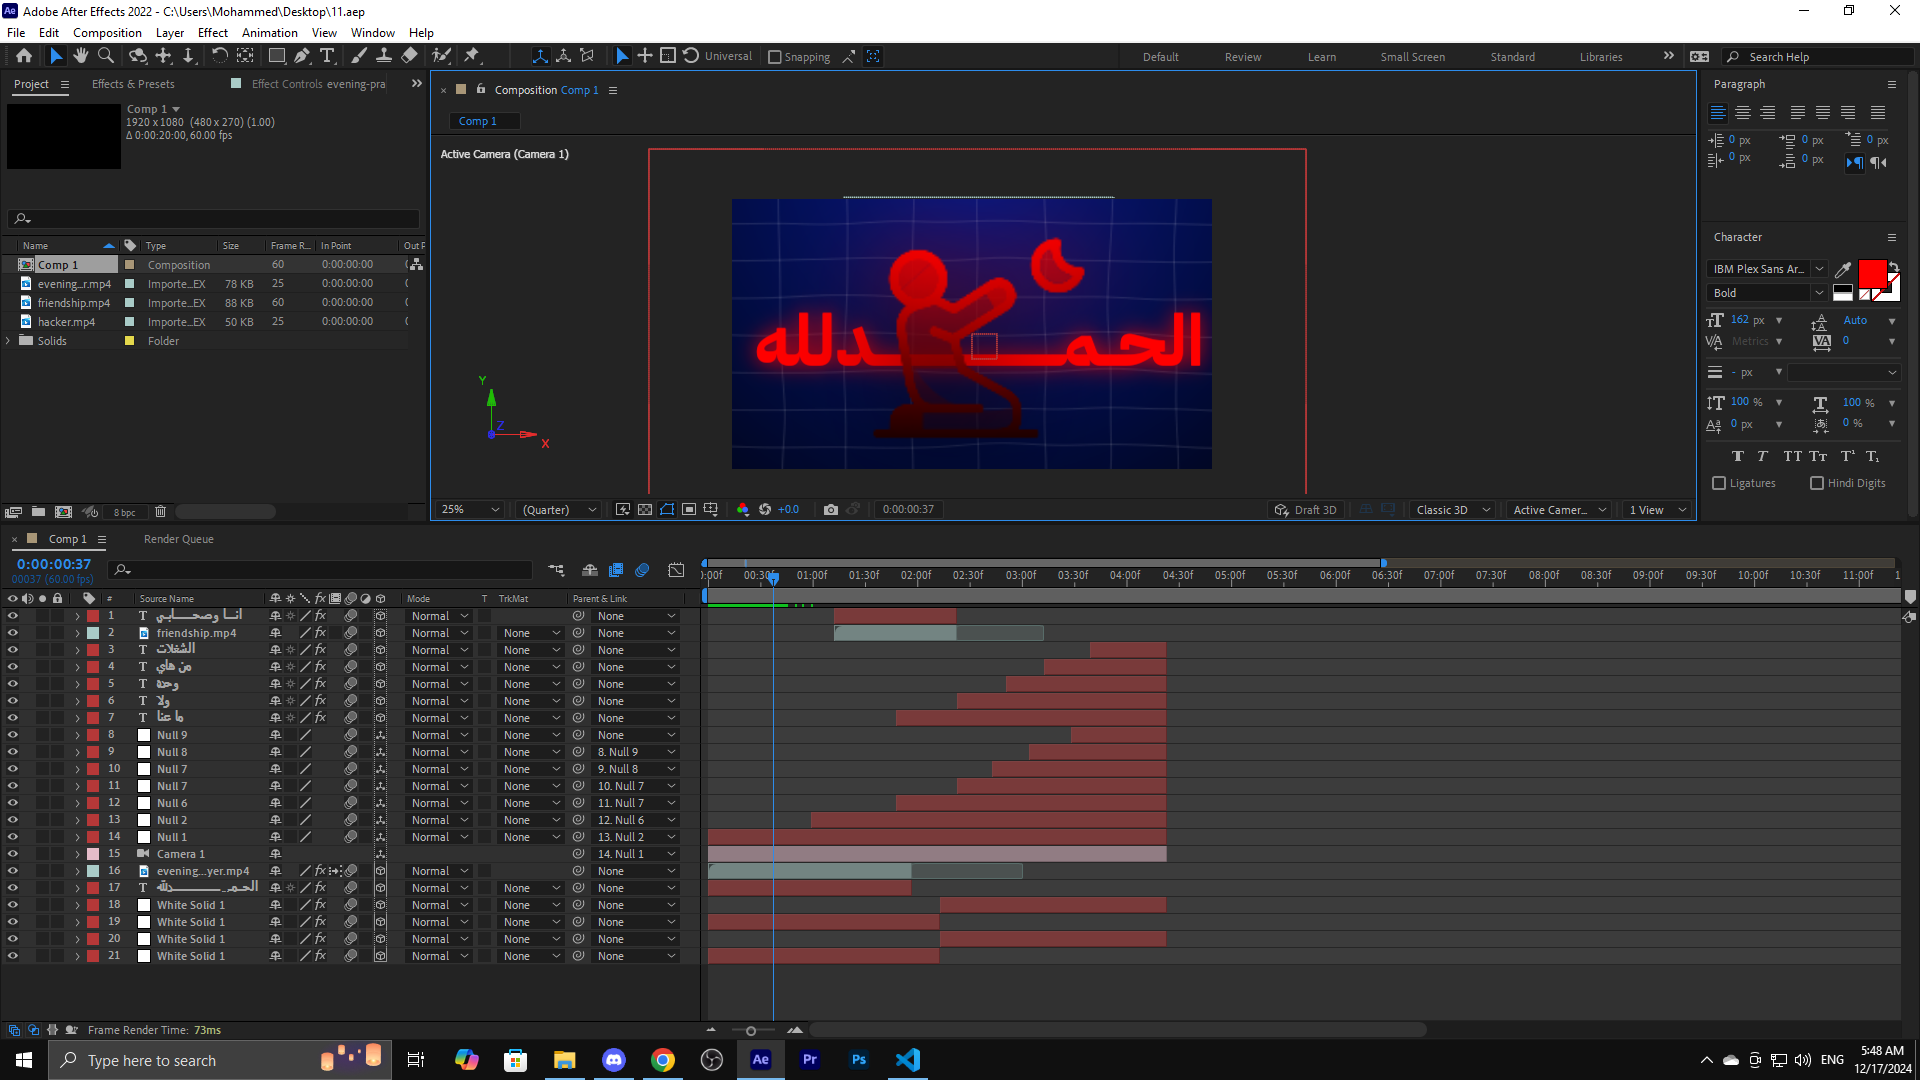 Adobe After Effects 2022 - C:\Users\Mohammed\Desktop\11.aep
File Edit Composition Layer Effect Animation View Window Help
Universal Snapping Default Review Learn Small Screen Standard Libraries Search Help
Project Effects & Presets Effect Controls evening-pra
Comp 1
1920 x 1080 (480 x 270) (1.00)
Δ 0:00:20:00, 60.00 fps
Name Type Size Frame R... In Point Out P
Comp 1 Composition 60 0:00:00:00
evening...r.mp4 Importe...EX 78 KB 25 0:00:00:00
friendship.mp4 Importe...EX 88 KB 60 0:00:00:00
hacker.mp4 Importe...EX 50 KB 25 0:00:00:00
Solids Folder
8 bpc
Composition Comp 1
Comp 1
Active Camera (Camera 1)
الحمـــــــــدلله
Y
Z
X
25% (Quarter) +0.0 0:00:00:37 Draft 3D Classic 3D Active Camer... 1 View
Paragraph
0 px 0 px 0 px
0 px 0 px
Character
IBM Plex Sans Ar...
Bold
162 px Auto
Metrics 0
- px
100 % 100 %
0 px 0 %
T T TT Tт T¹ T₁
Ligatures Hindi Digits
Comp 1 Render Queue
0:00:00:37
00037 (60.00 fps)
# Source Name Mode T TrkMat Parent & Link
:00f 00:30f 01:00f 01:30f 02:00f 02:30f 03:00f 03:30f 04:00f 04:30f 05:00f 05:30f 06:00f 06:30f 07:00f 07:30f 08:00f 08:30f 09:00f 09:30f 10:00f 10:30f 11:00f 1
1 T انــا وصحـــابـي Normal None
2 friendship.mp4 Normal None None
3 T الشغلات Normal None None
4 T من هاي Normal None None
5 T وحدة Normal None None
6 T ولا Normal None None
7 T ما عنا Normal None None
8 Null 9 Normal None None
9 Null 8 Normal None 8. Null 9
10 Null 7 Normal None 9. Null 8
11 Null 7 Normal None 10. Null 7
12 Null 6 Normal None 11. Null 7
13 Null 2 Normal None 12. Null 6
14 Null 1 Normal None 13. Null 2
15 Camera 1 14. Null 1
16 evening...yer.mp4 Normal None
17 T الحمـــــــــدلله Normal None None
18 White Solid 1 Normal None None
19 White Solid 1 Normal None None
20 White Solid 1 Normal None None
21 White Solid 1 Normal None None
Frame Render Time: 73ms
Type here to search
Ae Pr Ps
ENG
5:48 AM
12/17/2024